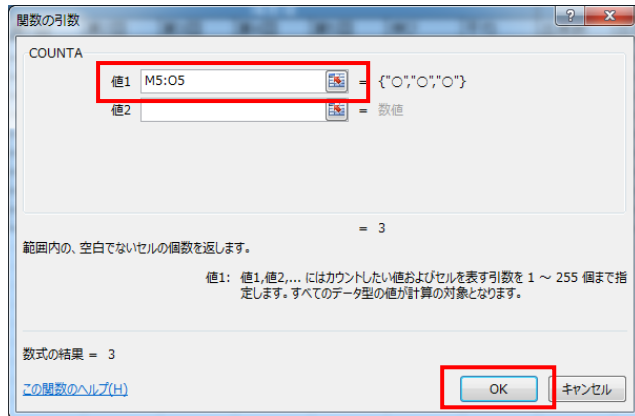 関数の引数
COUNTA
値1 M5:O5 = {"○","○","○"}
値2 = 数値
= 3
範囲内の、空白でないセルの個数を返します。
値1: 値1,値2,... にはカウントしたい値およびセルを表す引数を 1 ～ 255 個まで指
定します。すべてのデータ型の値が計算の対象となります。
数式の結果 = 3
この関数のヘルプ(H)
OK キャンセル